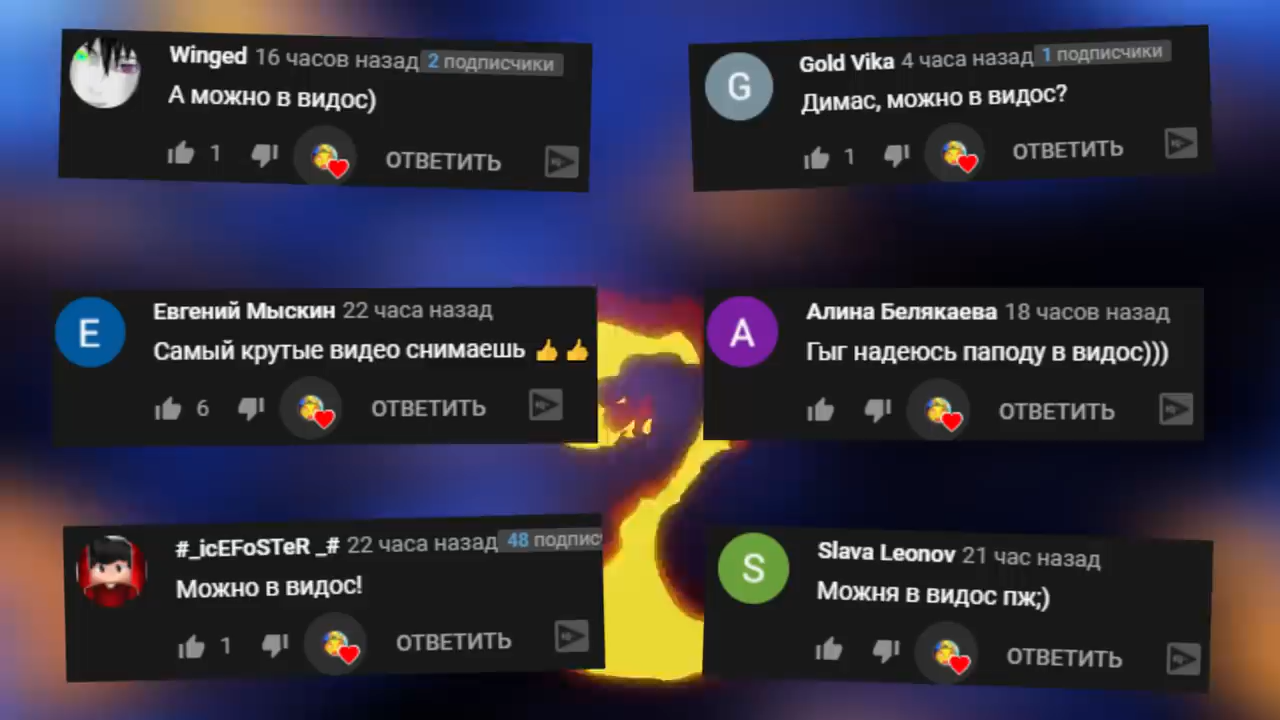 Winged 16 часов назад 2 подписчики
А можно в видос)
1 ОТВЕТИТЬ
Gold Vika 4 часа назад 1 подписчики
Димас, можно в видос?
1 ОТВЕТИТЬ
Е Евгений Мыскин 22 часа назад
Самый крутые видео снимаешь 👍👍
6 ОТВЕТИТЬ
А Алина Белякаева 18 часов назад
Гыг надеюсь паподу в видос)))
ОТВЕТИТЬ
#_icEFoSTeR _# 22 часа назад 48 подпис
Можно в видос!
1 ОТВЕТИТЬ
S Slava Leonov 21 час назад
Можня в видос пж;)
ОТВЕТИТЬ